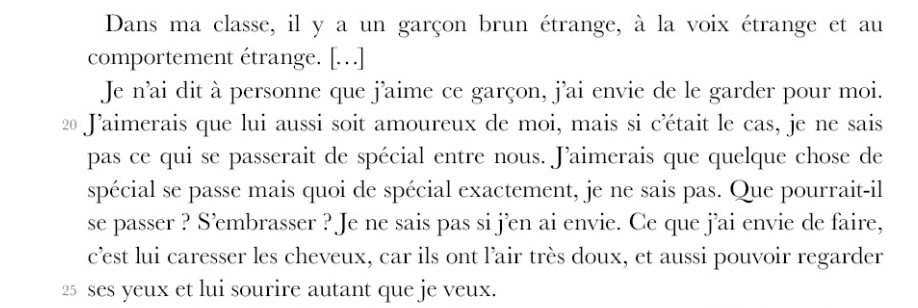 Dans ma classe, il y a un garçon brun étrange, à la voix étrange et au
comportement étrange. […]
Je n'ai dit à personne que j'aime ce garçon, j'ai envie de le garder pour moi.
20 J'aimerais que lui aussi soit amoureux de moi, mais si c'était le cas, je ne sais
pas ce qui se passerait de spécial entre nous. J'aimerais que quelque chose de
spécial se passe mais quoi de spécial exactement, je ne sais pas. Que pourrait-il
se passer ? S'embrasser ? Je ne sais pas si j'en ai envie. Ce que j'ai envie de faire,
c'est lui caresser les cheveux, car ils ont l'air très doux, et aussi pouvoir regarder
25 ses yeux et lui sourire autant que je veux.